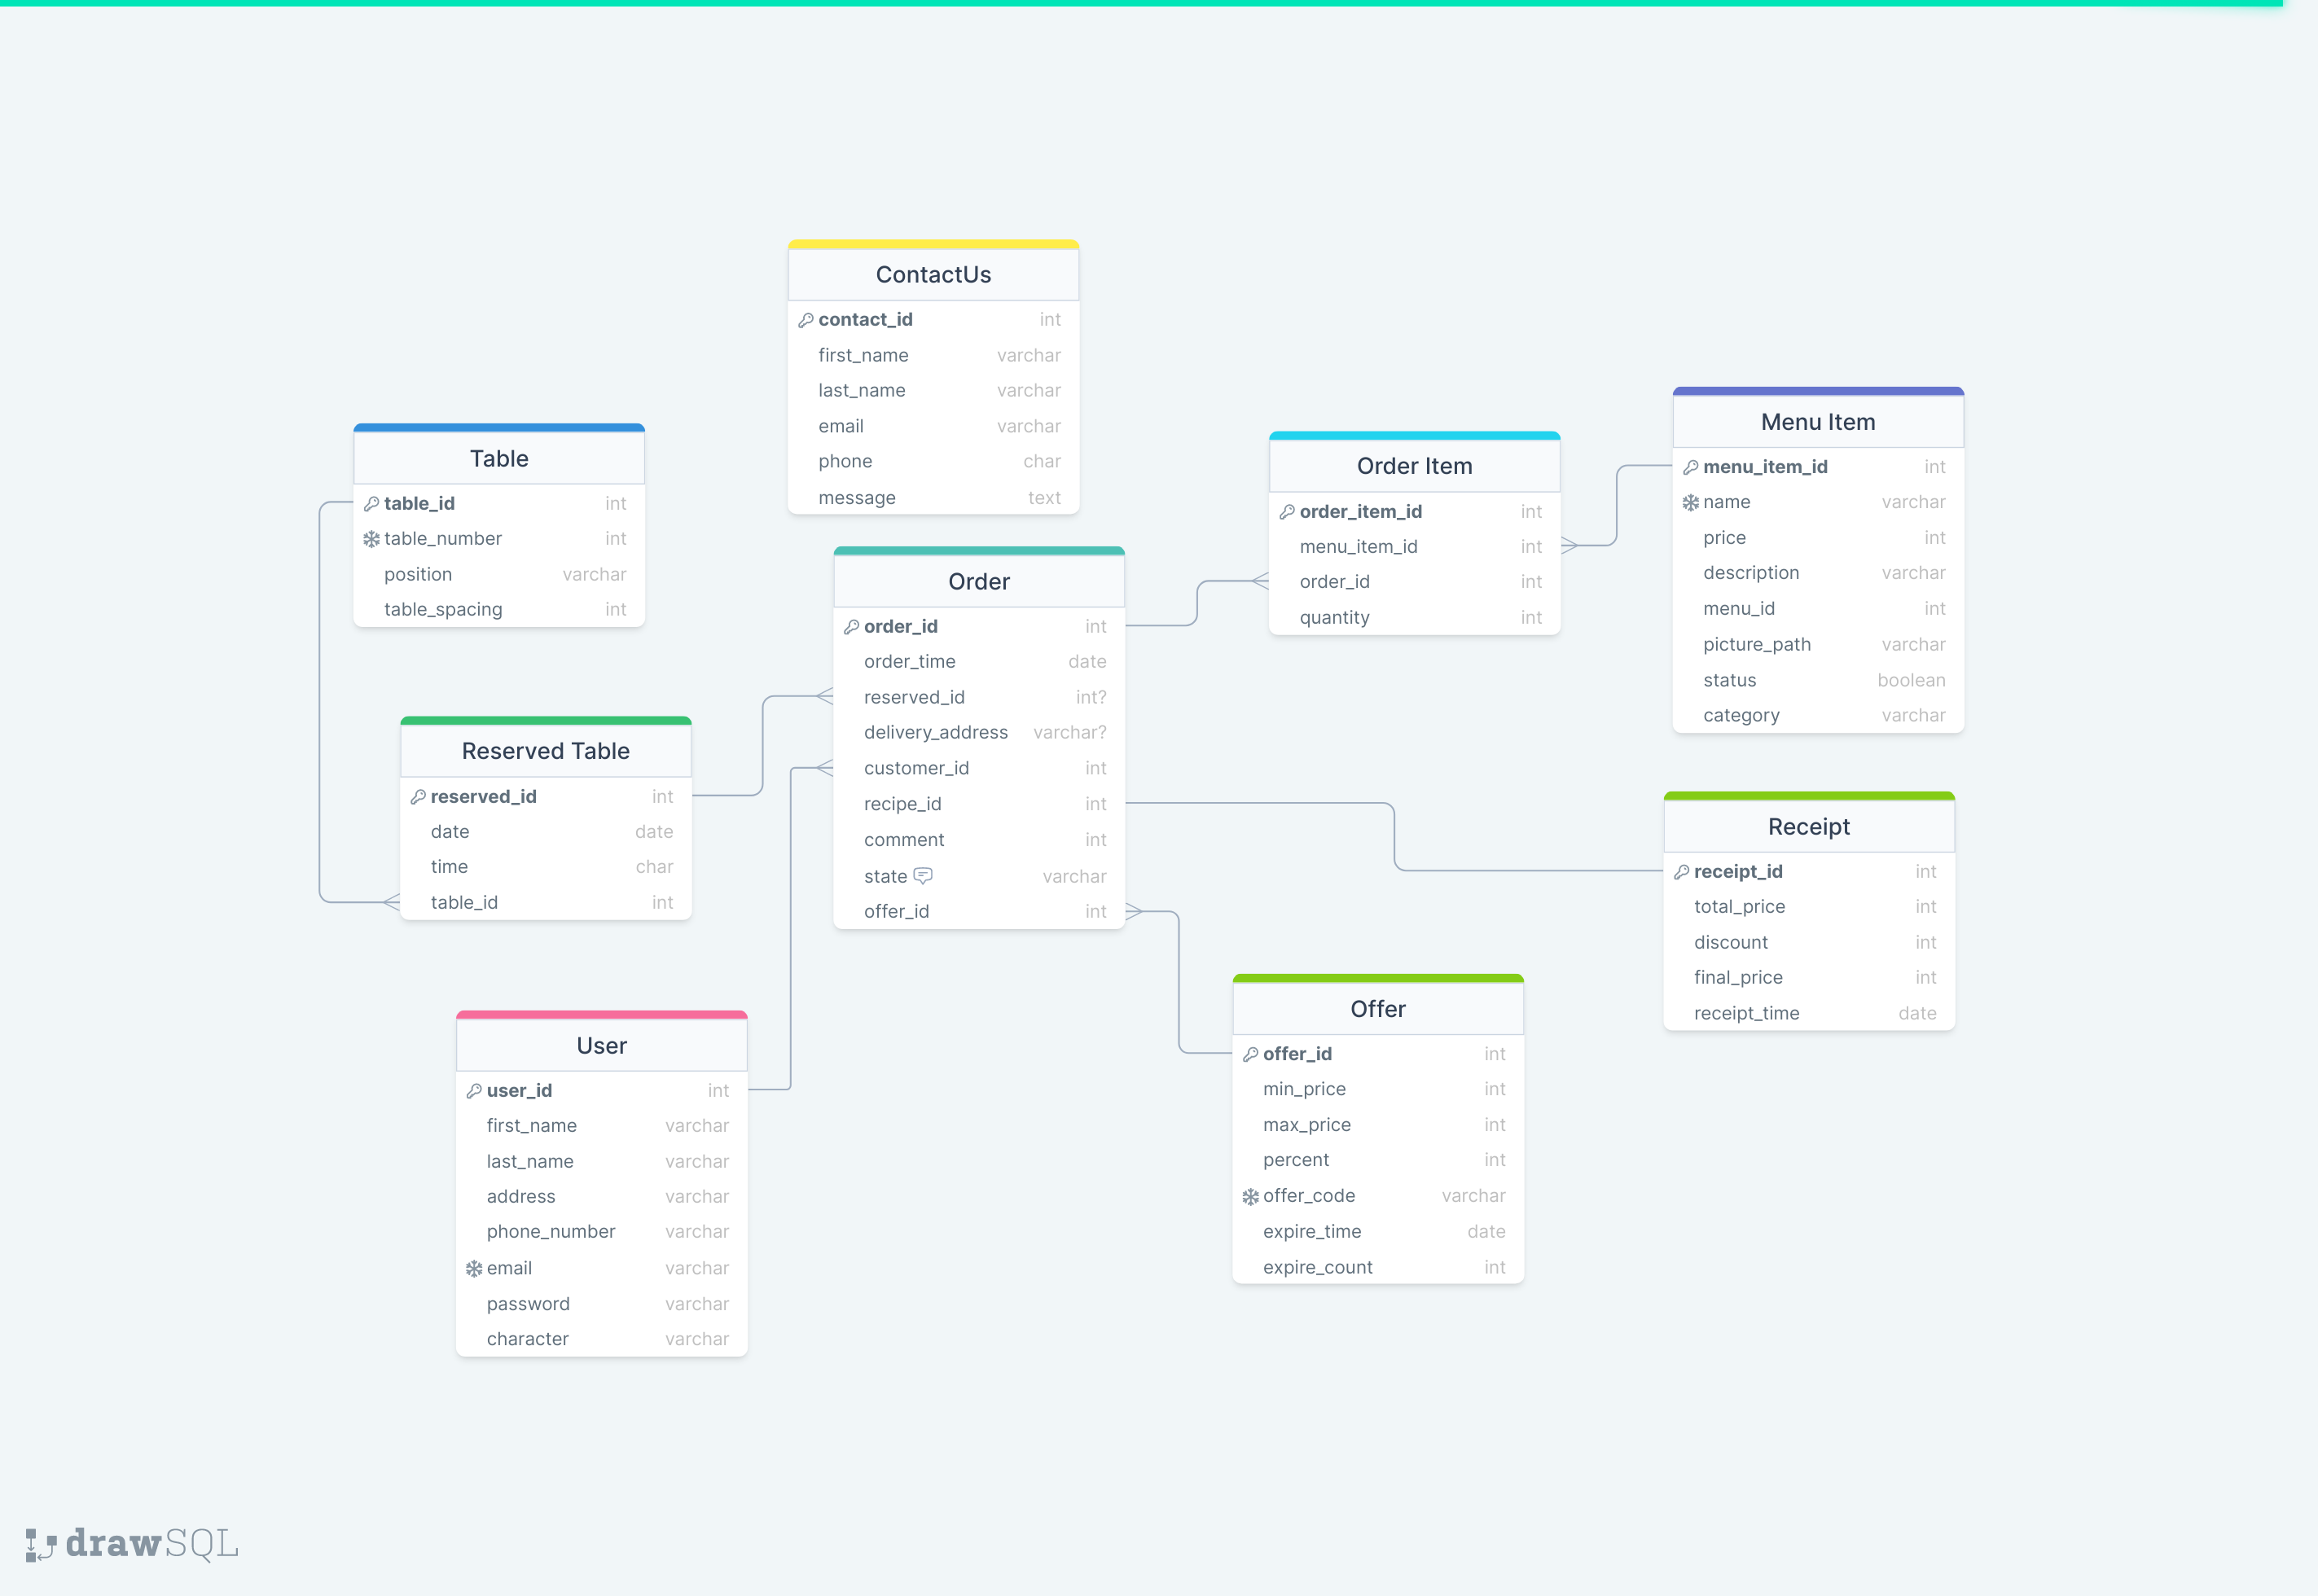 ContactUs
contact_id int
first_name varchar
last_name varchar
email varchar
phone char
message text
Table
table_id int
table_number int
position varchar
table_spacing int
Order Item
order_item_id int
menu_item_id int
order_id int
quantity int
Menu Item
menu_item_id int
name varchar
price int
description varchar
menu_id int
picture_path varchar
status boolean
category varchar
Order
order_id int
order_time date
reserved_id int?
delivery_address varchar?
customer_id int
recipe_id int
comment int
state varchar
offer_id int
Reserved Table
reserved_id int
date date
time char
table_id int
Receipt
receipt_id int
total_price int
discount int
final_price int
receipt_time date
User
user_id int
first_name varchar
last_name varchar
address varchar
phone_number varchar
email varchar
password varchar
character varchar
Offer
offer_id int
min_price int
max_price int
percent int
offer_code varchar
expire_time date
expire_count int
drawSQL